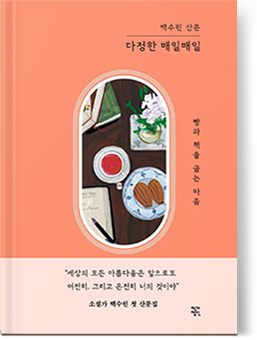 백수린 산문
다정한 매일매일
빵과 책을 굽는 마음
"세상의 모든 아름다움은 앞으로도
여전히, 그리고 온전히 너의 것이야"
소설가 백수린 첫 산문집